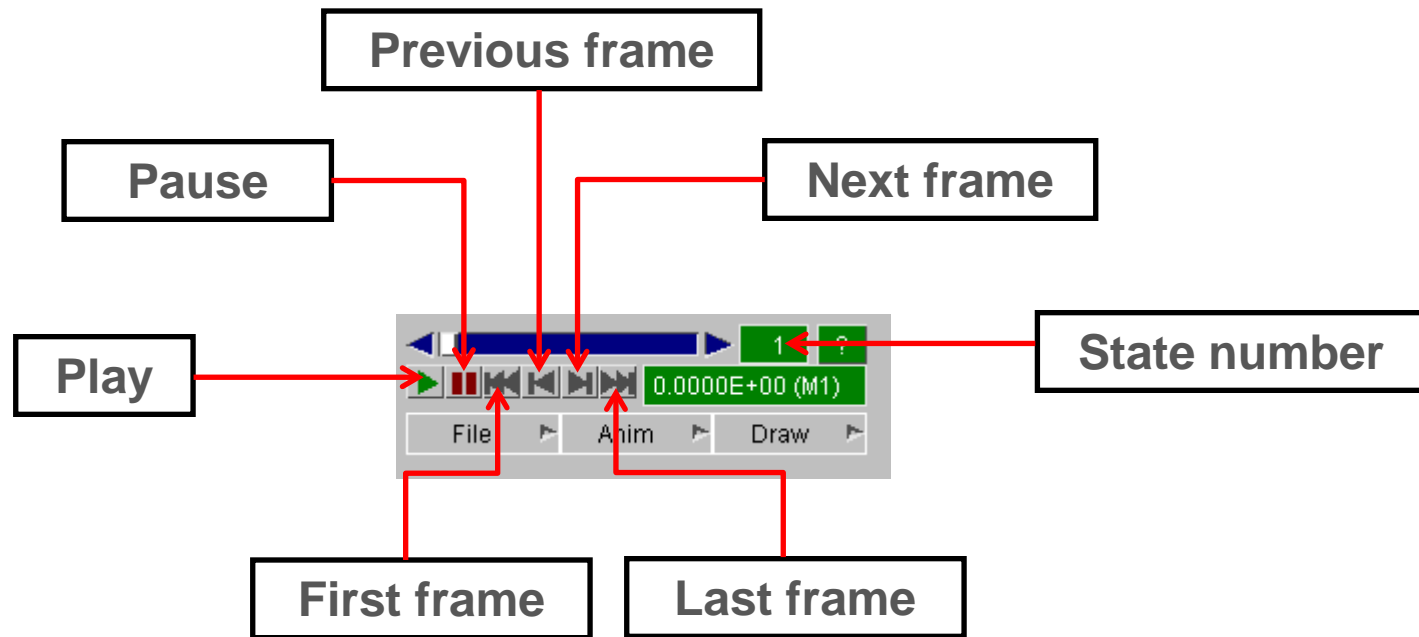 Previous frame
Pause
Next frame
1 ?
State number
Play
0.0000E+00 (M1)
File Anim Draw
First frame
Last frame